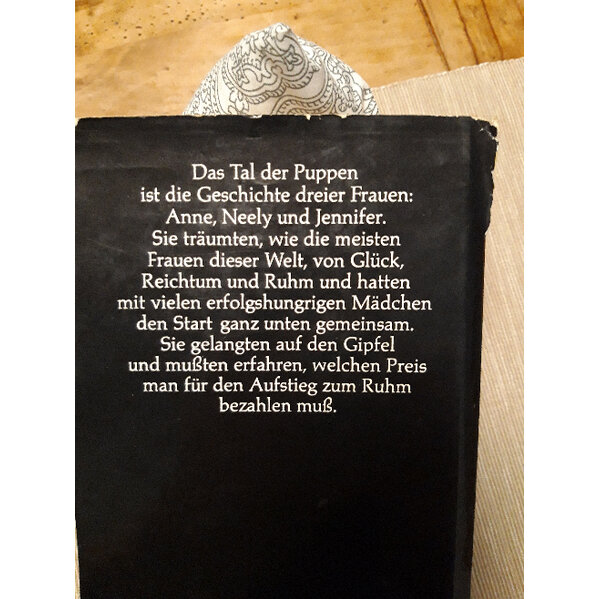 Das Tal der Puppen
ist die Geschichte dreier Frauen:
Anne, Neely und Jennifer.
Sie träumten, wie die meisten
Frauen dieser Welt, von Glück,
Reichtum und Ruhm und hatten
mit vielen erfolgshungrigen Mädchen
den Start ganz unten gemeinsam.
Sie gelangten auf den Gipfel
und mußten erfahren, welchen Preis
man für den Aufstieg zum Ruhm
bezahlen muß.